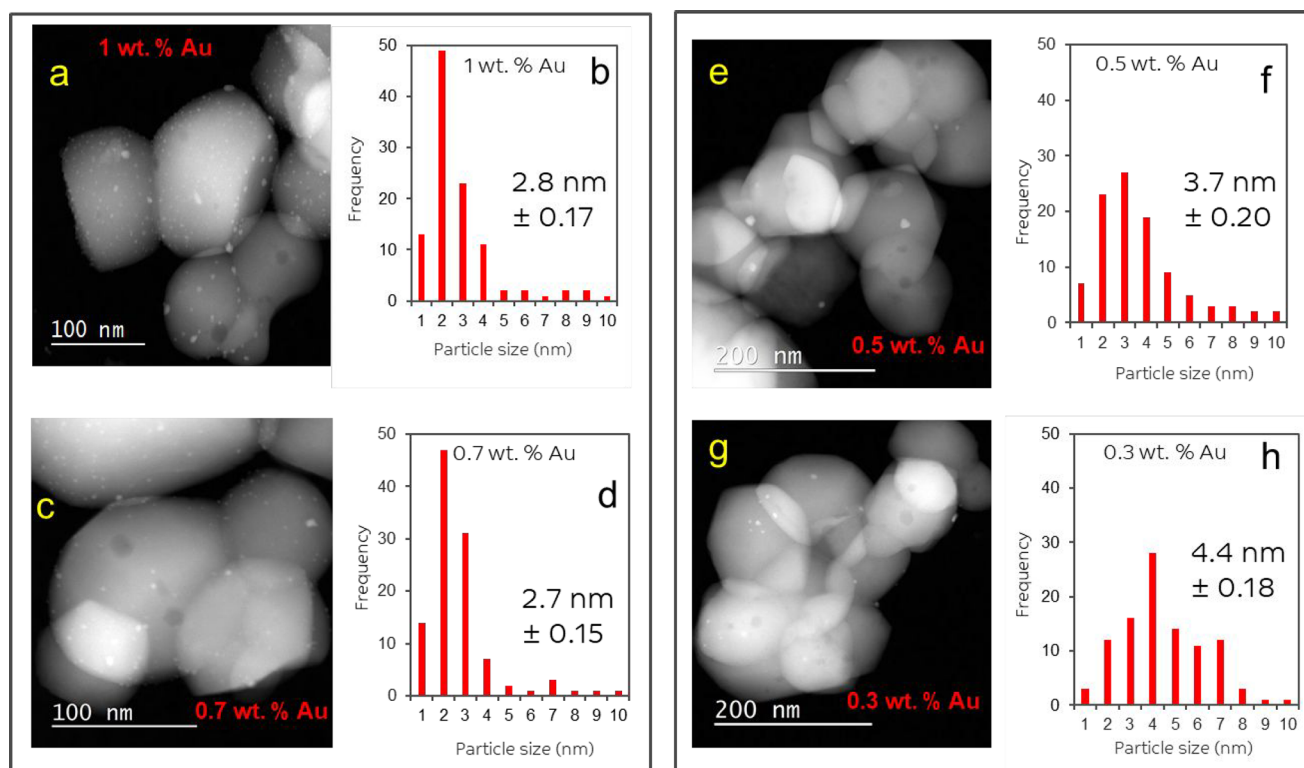 a
1 wt. % Au
100 nm
b
1 wt. % Au
50
40
30
20
10
0
Frequency
2.8 nm
± 0.17
1 2 3 4 5 6 7 8 9 10
Particle size (nm)
c
100 nm
0.7 wt. % Au
d
0.7 wt. % Au
50
40
30
20
10
0
Frequency
2.7 nm
± 0.15
1 2 3 4 5 6 7 8 9 10
Particle size (nm)
e
200 nm
0.5 wt. % Au
f
0.5 wt. % Au
50
40
30
20
10
0
Frequency
3.7 nm
± 0.20
1 2 3 4 5 6 7 8 9 10
Particle size (nm)
g
200 nm
0.3 wt. % Au
h
0.3 wt. % Au
50
40
30
20
10
0
Frequency
4.4 nm
± 0.18
1 2 3 4 5 6 7 8 9 10
Particle size (nm)